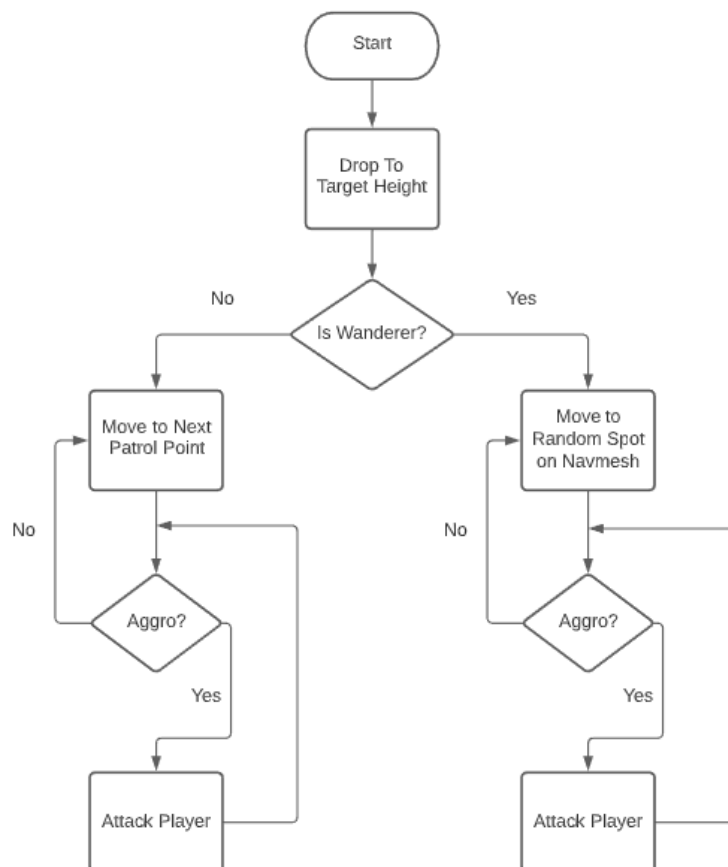 Start
Drop To
Target Height
No
Yes
Is Wanderer?
Move to Next
Patrol Point
Move to
Random Spot
on Navmesh
No
No
Aggro?
Aggro?
Yes
Yes
Attack Player
Attack Player